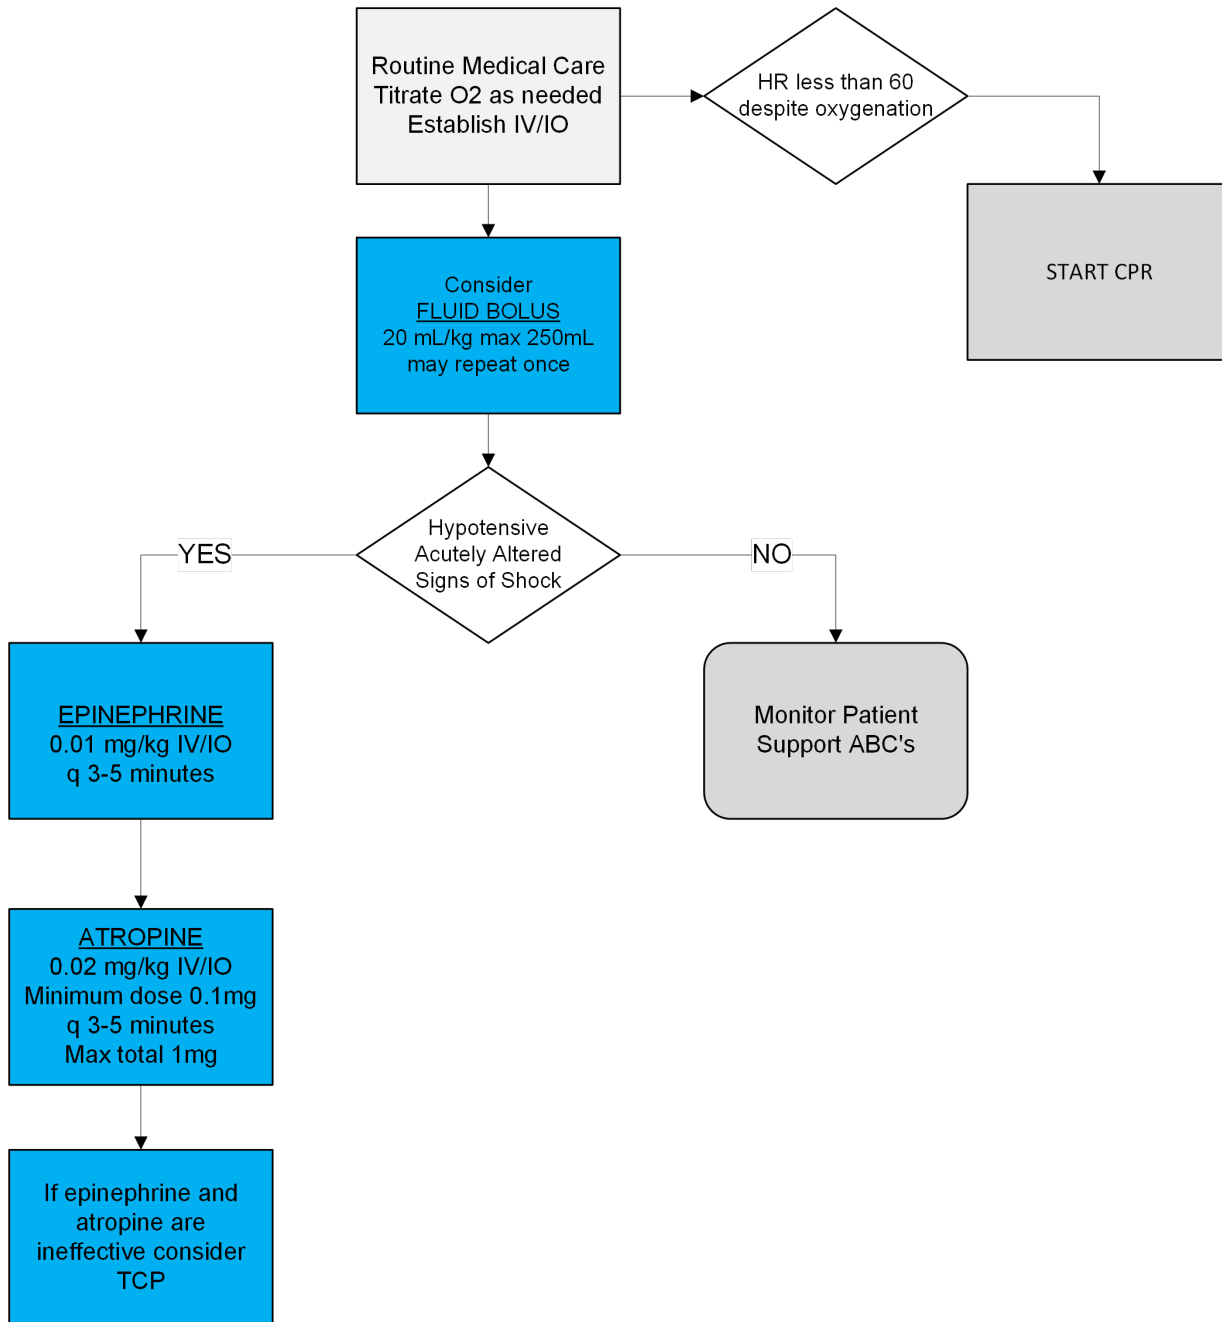 Routine Medical Care
Titrate O2 as needed
Establish IV/IO
HR less than 60
despite oxygenation
START CPR
Consider
FLUID BOLUS
20 mL/kg max 250mL
may repeat once
Hypotensive
Acutely Altered
Signs of Shock
YES
NO
EPINEPHRINE
0.01 mg/kg IV/IO
q 3-5 minutes
Monitor Patient
Support ABC's
ATROPINE
0.02 mg/kg IV/IO
Minimum dose 0.1mg
q 3-5 minutes
Max total 1mg
If epinephrine and
atropine are
ineffective consider
TCP